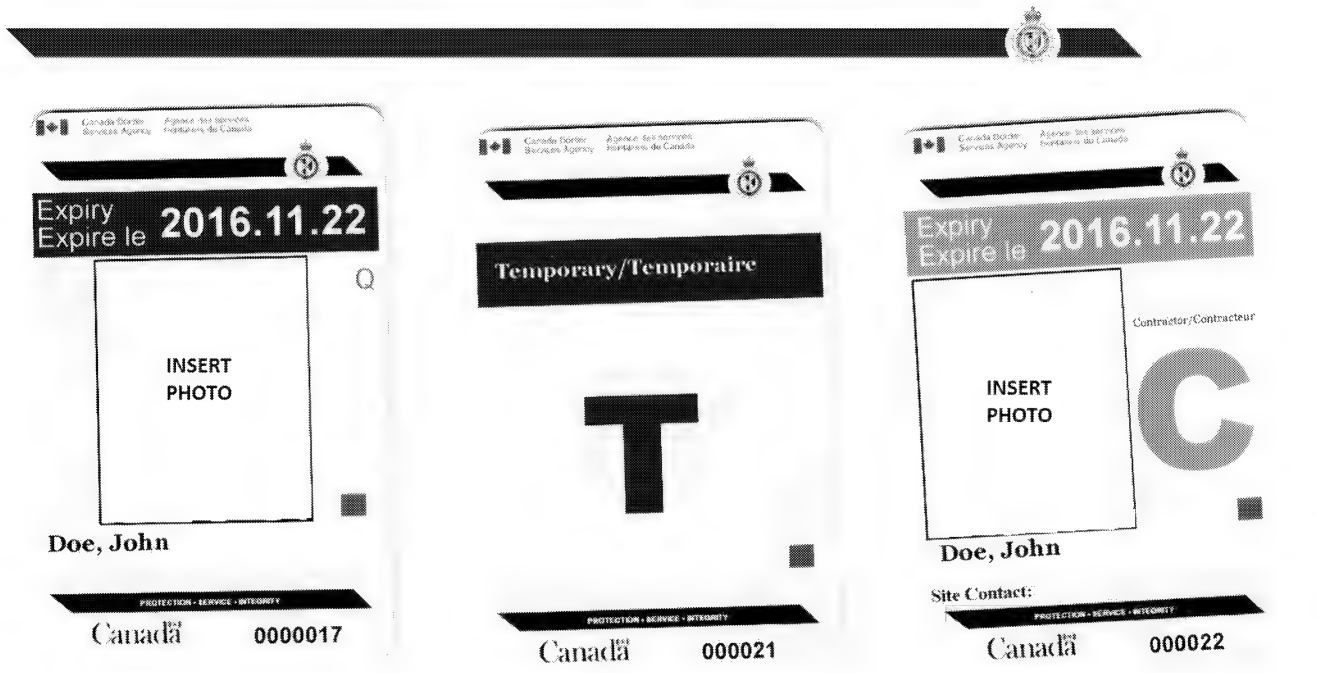 Canada Border
Services Agency
Agence des services
frontaliers du Canada
Expiry
Expire le
2016.11.22
Q
INSERT
PHOTO
Doe, John
PROTECTION • SERVICE • INTEGRITY
Canada
0000017
Canada Border
Services Agency
Agence des services
frontaliers du Canada
Temporary/Temporaire
T
PROTECTION • SERVICE • INTEGRITY
Canada
000021
Canada Border
Services Agency
Agence des services
frontaliers du Canada
Expiry
Expire le
2016.11.22
Contractor/Contracteur
C
INSERT
PHOTO
Doe, John
Site Contact:
PROTECTION • SERVICE • INTEGRITY
Canada
000022